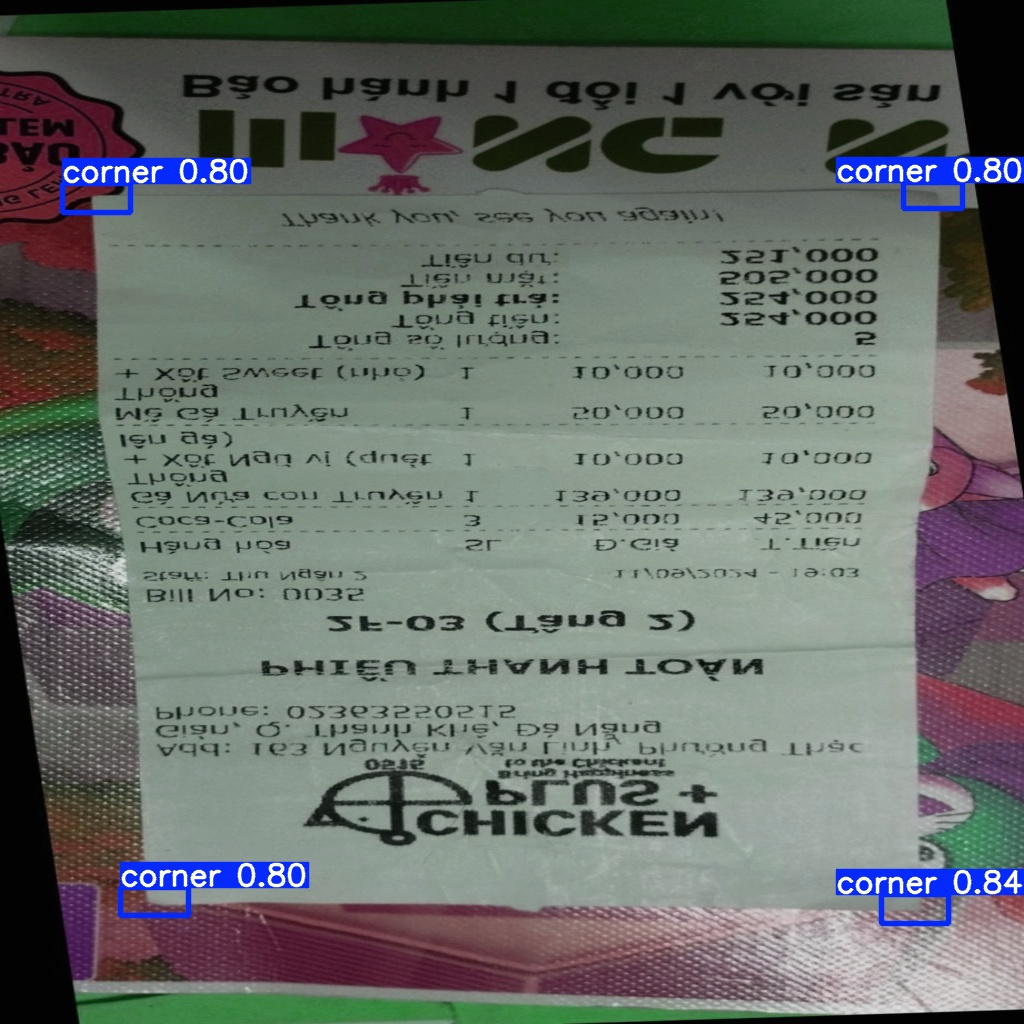 corner 0.80
corner 0.84
CHICKEN
PLUS +
Bring Happiness
to the Chicken!
0515
Add: 163 Nguyễn Văn Linh, Phường Thạc
Gián, Q. Thanh Khê, Đà Nẵng
Phone: 02363550515
PHIẾU THANH TOÁN
2F-03 (Tầng 2)
Bill No: 0035
Staff: Thu Ngân 2 11/09/2024 - 19:03
Hàng hóa SL Đ.Giá T.Tiền
Coca-Cola 3 15,000 45,000
Gà Nửa con Truyền 1 139,000 139,000
Thống
+ Xốt Ngũ vị (quết 1 10,000 10,000
lên gà)
Mề Gà Truyền 1 50,000 50,000
Thống
+ Xốt Sweet (nhỏ) 1 10,000 10,000
Tổng số lượng: 5
Tổng tiền: 254,000
Tổng phải trả: 254,000
Tiền mặt: 505,000
Tiền dư: 251,000
Thank you, see you again!
corner 0.80
corner 0.80
Bảo hành 1 đổi 1 với sản